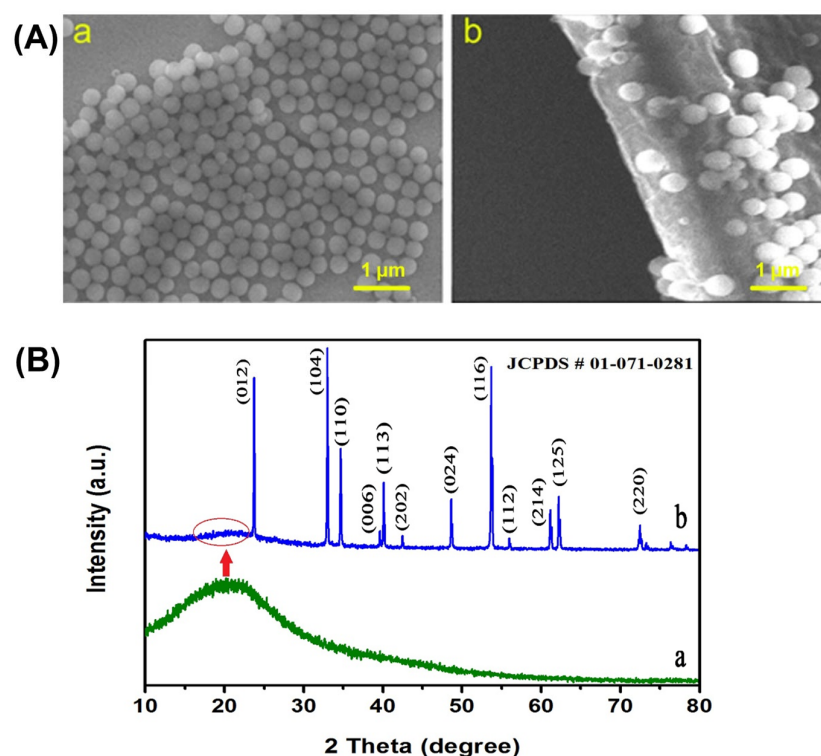 (A)
a
1 µm
b
1 µm
(B)
JCPDS # 01-071-0281
(012)
(104)
(110)
(006)
(113)
(202)
(024)
(116)
(112)
(214)
(125)
(220)
b
a
Intensity (a.u.)
10 20 30 40 50 60 70 80
2 Theta (degree)